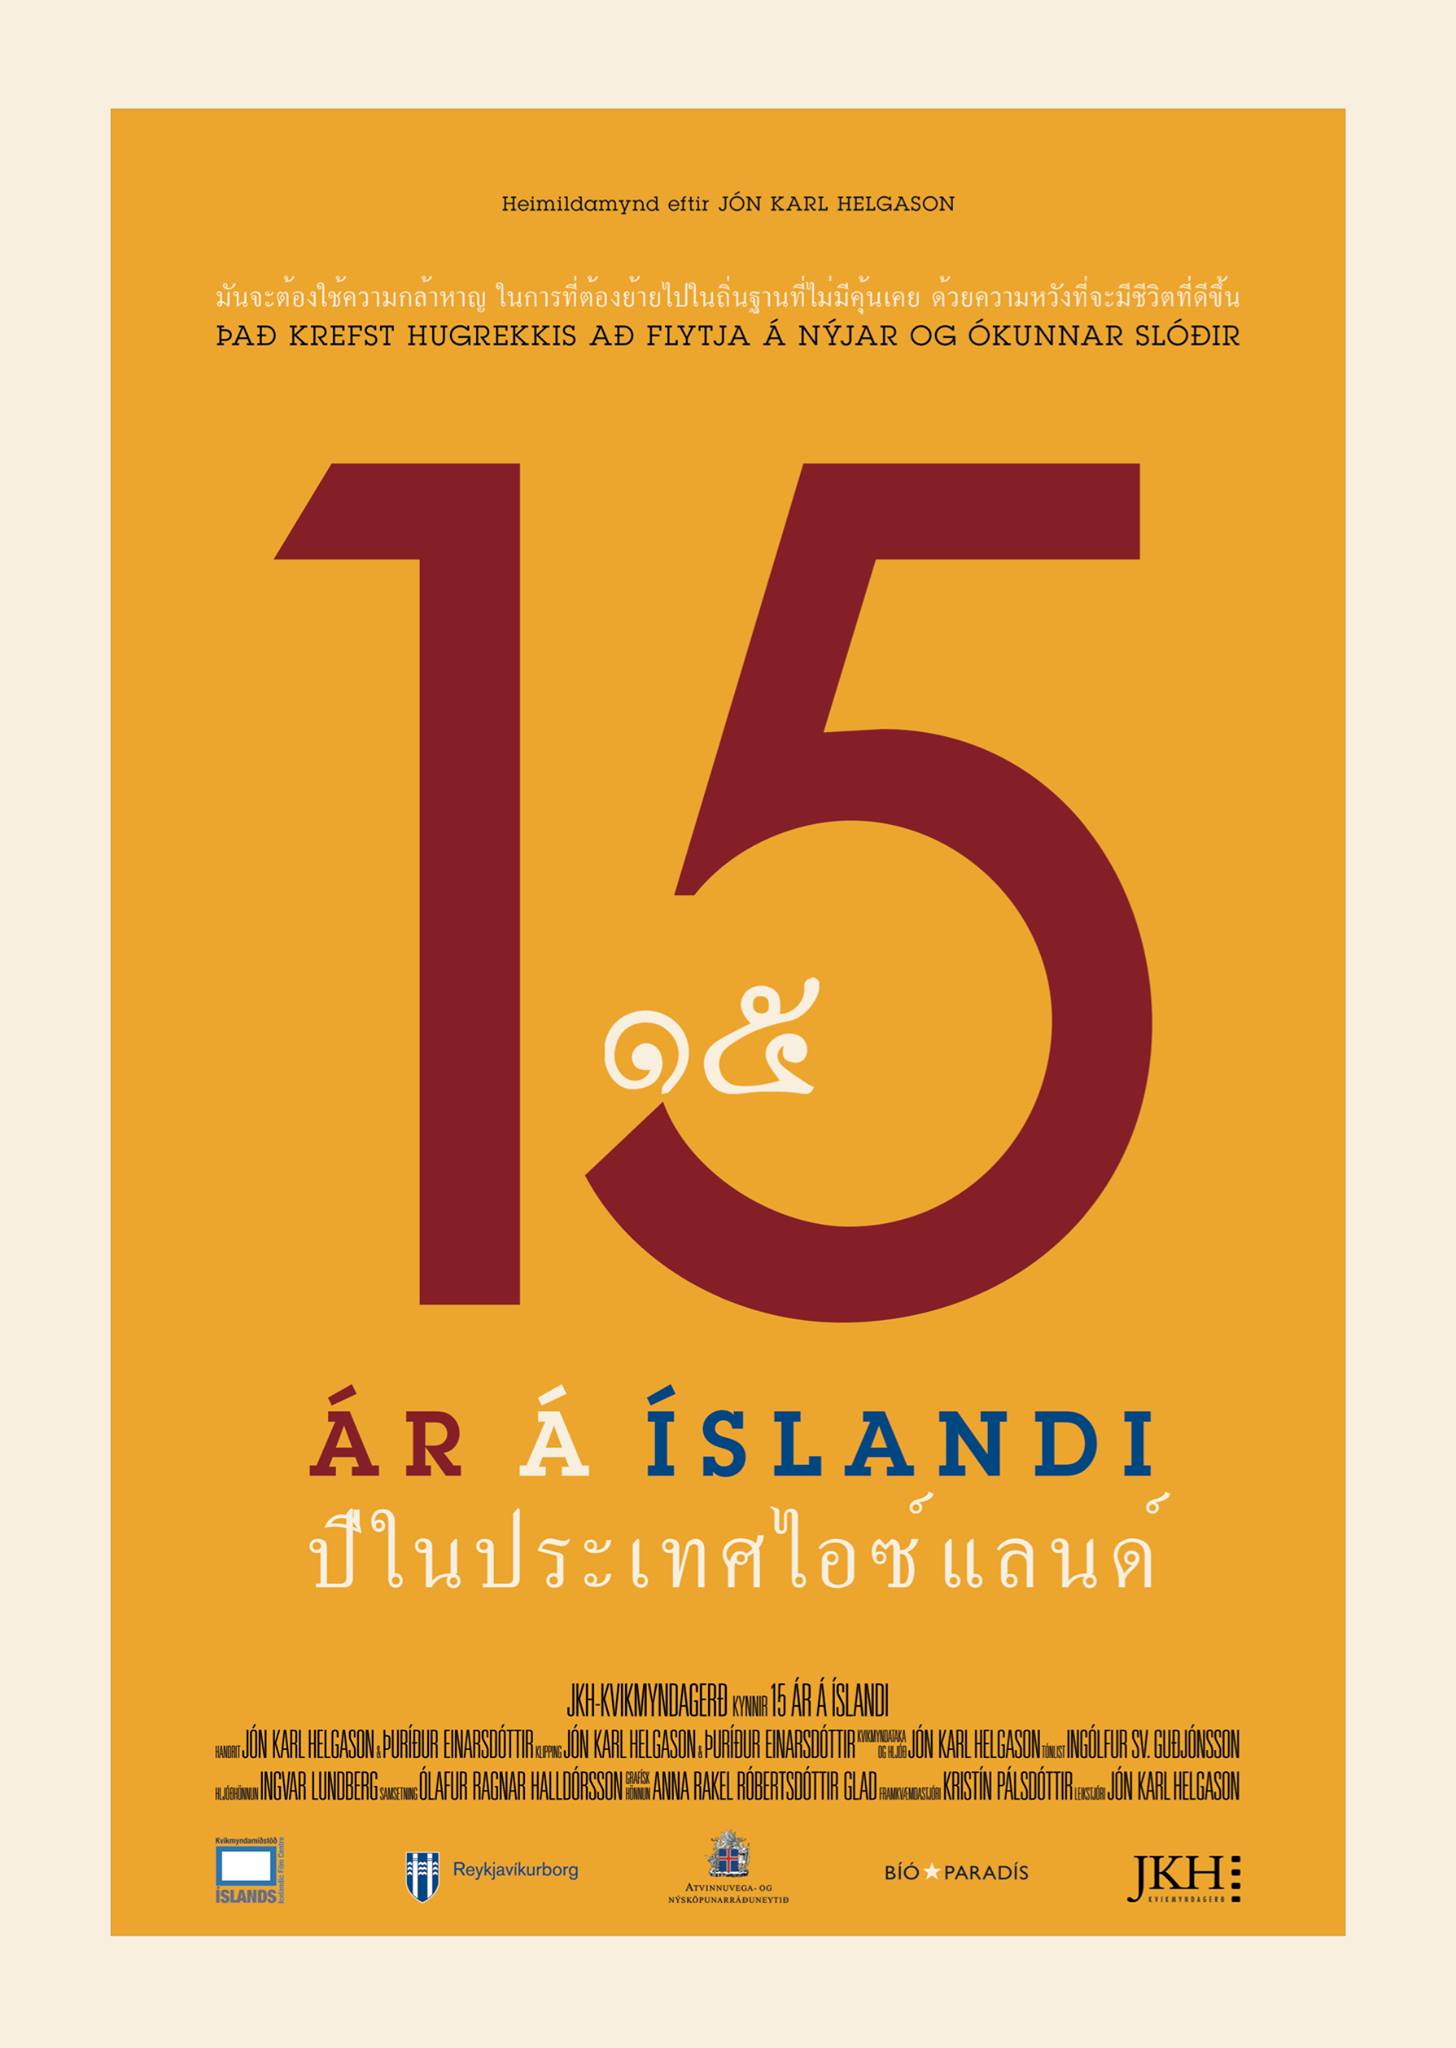 Heimildamynd eftir JÓN KARL HELGASON
มันจะต้องใช้ความกล้าหาญ ในการที่ต้องย้ายไปในถิ่นฐานที่ไม่มีคุ้นเคย ด้วยความหวังที่จะมีชีวิตที่ดีขึ้น
ÞAÐ KREFST HUGREKKIS AÐ FLYTJA Á NÝJAR OG ÓKUNNAR SLÓÐIR
15
๑๕
ÁR Á ÍSLANDI
ปีในประเทศไอซ์แลนด์
JKH-KVIKMYNDAGERÐ KYNNIR 15 ÁR Á ÍSLANDI
HANDRIT JÓN KARL HELGASON & ÞURÍÐUR EINARSDÓTTIR KLIPPING JÓN KARL HELGASON & ÞURÍÐUR EINARSDÓTTIR KVIKMYNDATAKA OG HLJÓÐ JÓN KARL HELGASON TÓNLIST INGÓLFUR SV. GUÐJÓNSSON
HLJÓÐHÖNNUN INGVAR LUNDBERG SAMSETNING ÓLAFUR RAGNAR HALLDÓRSSON GRAFÍSK HÖNNUN ANNA RAKEL RÓBERTSDÓTTIR GLAD FRAMKVÆMDASTJÓRI KRISTÍN PÁLSDÓTTIR LEIKSTJÓRI JÓN KARL HELGASON
Kvikmyndamiðstöð
ÍSLANDS
Icelandic Film Centre
Reykjavíkurborg
ATVINNUVEGA- OG
NÝSKÖPUNARRÁÐUNEYTIÐ
BÍÓ PARADÍS
JKH
KVIKMYNDAGERÐ